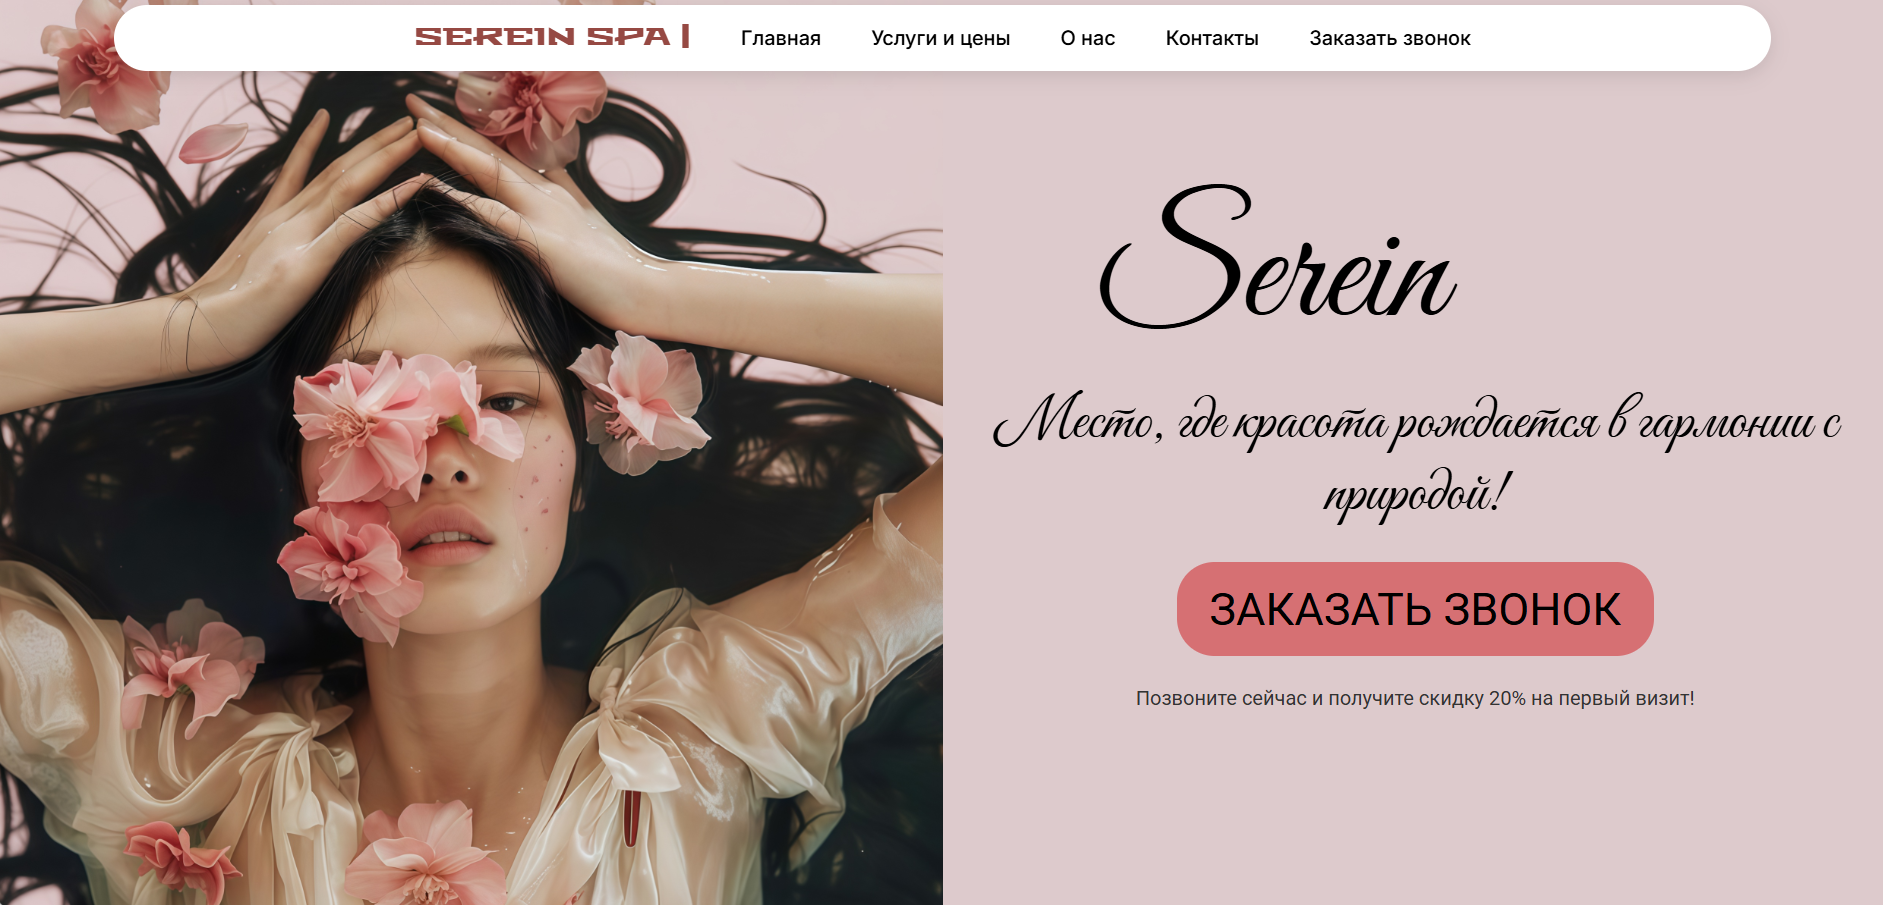 SEREIN SPA | Главная Услуги и цены О нас Контакты Заказать звонок
Serein
Место, где красота рождается в гармонии с
природой!
ЗАКАЗАТЬ ЗВОНОК
Позвоните сейчас и получите скидку 20% на первый визит!